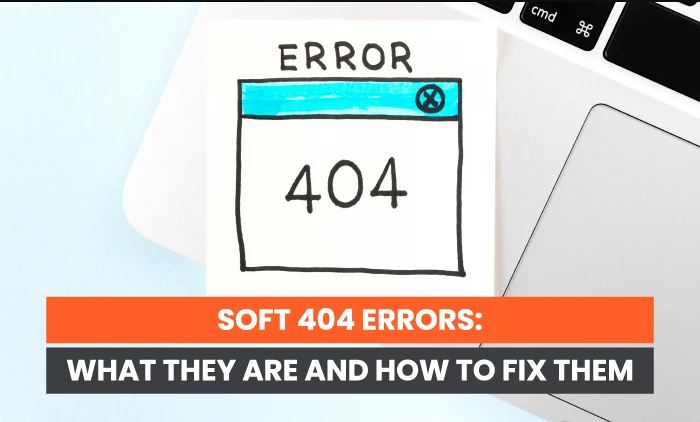 cmd ⌘
ERROR
404
SOFT 404 ERRORS:
WHAT THEY ARE AND HOW TO FIX THEM